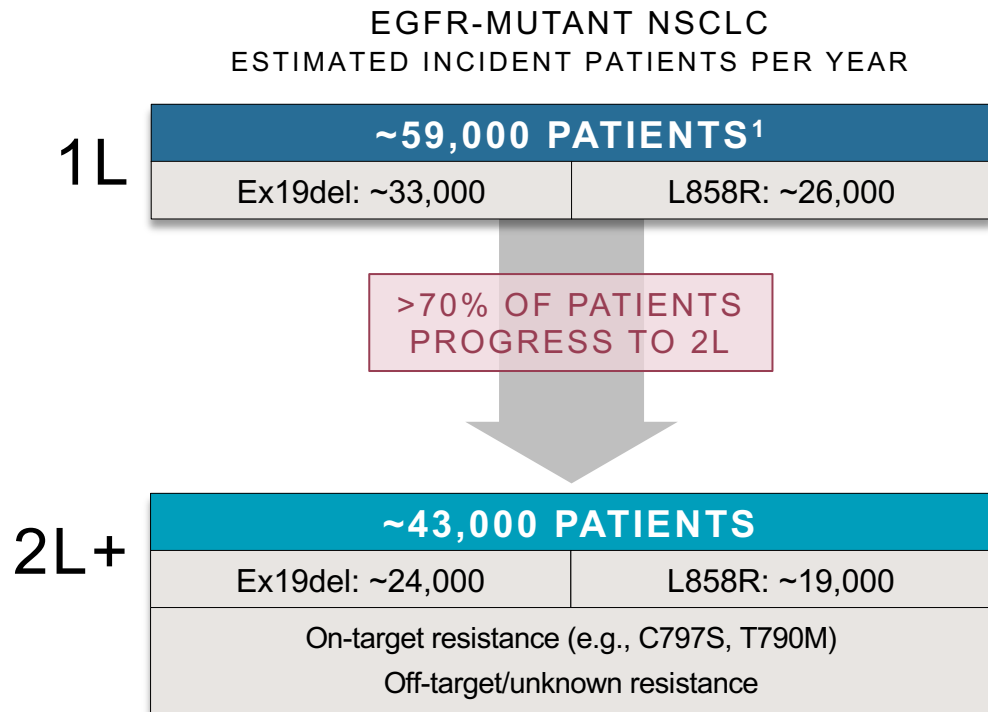 EGFR-MUTANT NSCLC
ESTIMATED INCIDENT PATIENTS PER YEAR
1L
~59,000 PATIENTS¹
Ex19del: ~33,000
L858R: ~26,000
>70% OF PATIENTS
PROGRESS TO 2L
2L+
~43,000 PATIENTS
Ex19del: ~24,000
L858R: ~19,000
On-target resistance (e.g., C797S, T790M)
Off-target/unknown resistance